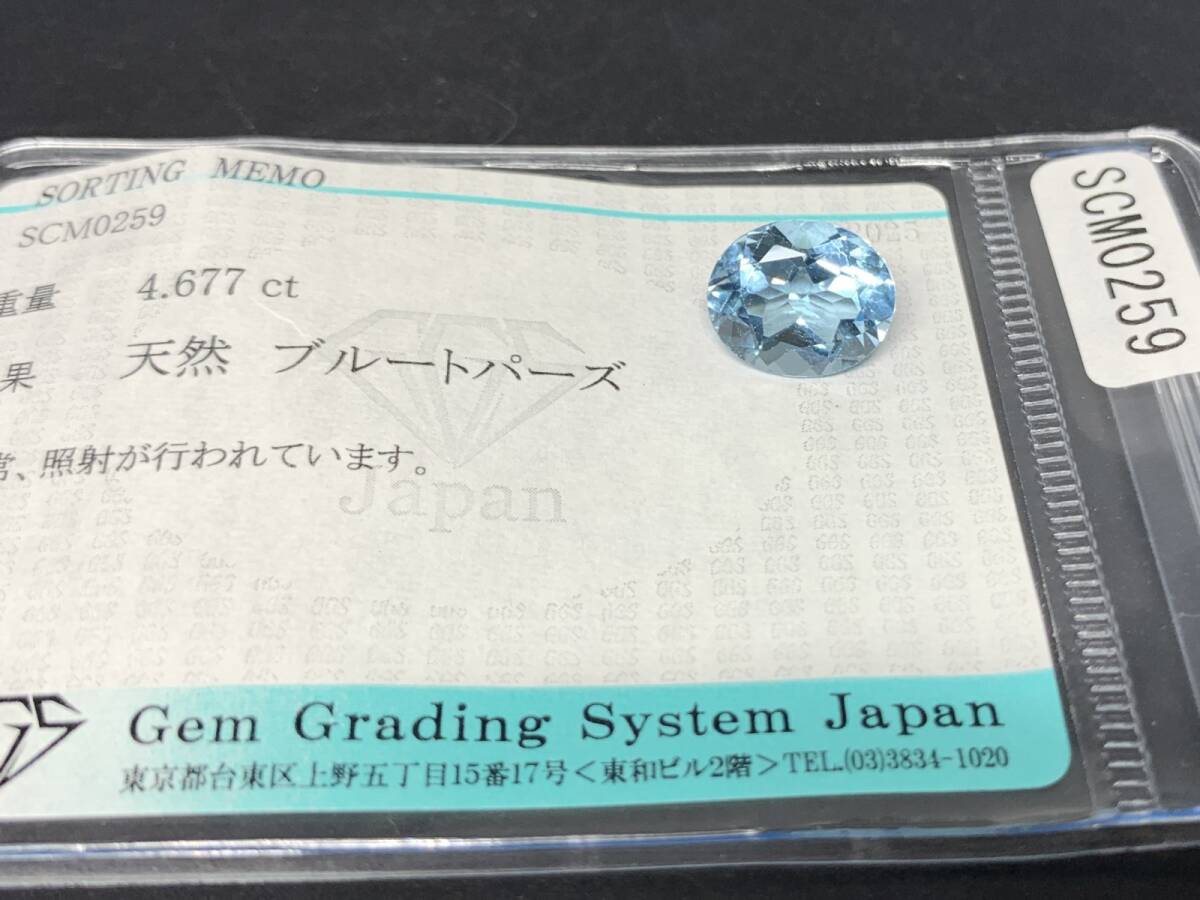 SORTING MEMO
SCM0259
2025
重量 4.677 ct
果 天然 ブルートパーズ
常、照射が行われています。
Japan
Gem Grading System Japan
東京都台東区上野五丁目15番17号<東和ビル2階>TEL.(03)3834-1020
SCM0259